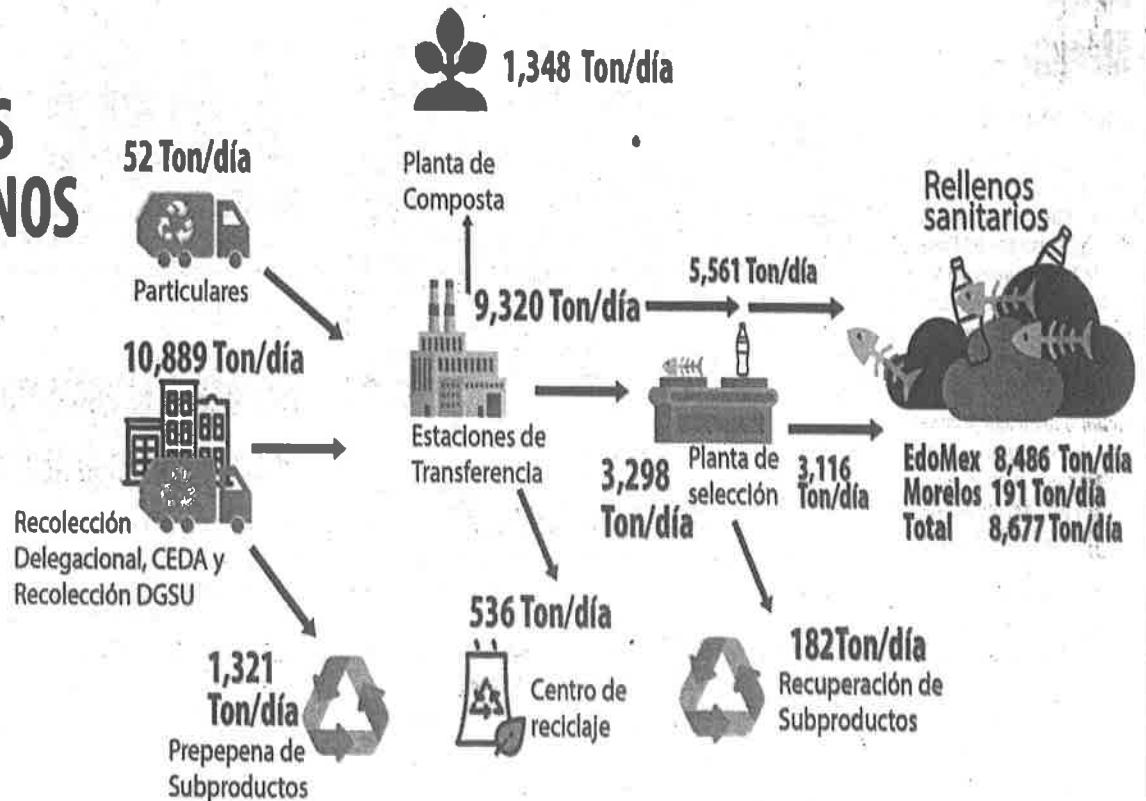 S
NOS
1,348 Ton/día
Planta de
Composta
52 Ton/día
Particulares
10,889 Ton/día
Recolección
Delegacional, CEDA y
Recolección DGSU
1,321
Ton/día
Prepepena de
Subproductos
9,320 Ton/día
Estaciones de
Transferencia
536 Ton/día
Centro de
reciclaje
5,561 Ton/día
3,298
Ton/día
Planta de
selección
3,116
Ton/día
182Ton/día
Recuperación de
Subproductos
Rellenos
sanitarios
EdoMex 8,486 Ton/día
Morelos 191 Ton/día
Total 8,677 Ton/día